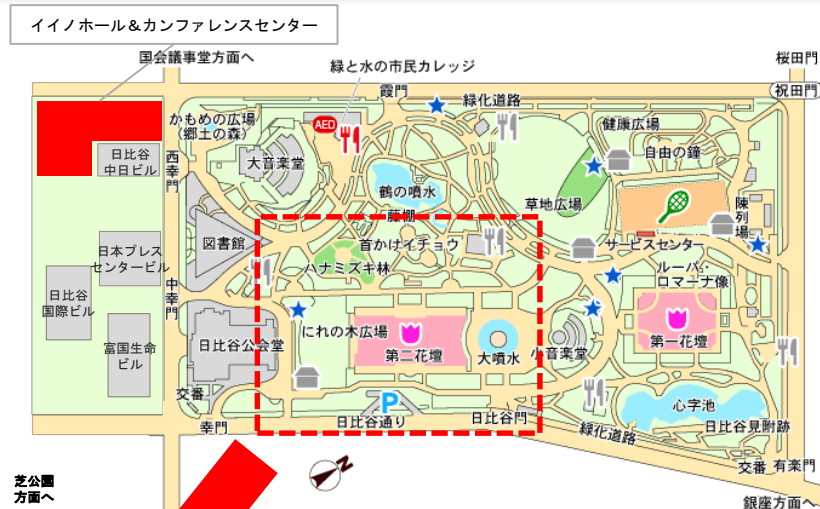 イイノホール＆カンファレンスセンター
国会議事堂方面へ
桜田門
緑と水の市民カレッジ
霞門
祝田門
緑化道路
かもめの広場
（郷土の森）
AED
健康広場
日比谷
中日ビル
西幸門
大音楽堂
自由の鐘
鶴の噴水
草地広場
陳列場
藤棚
図書館
首かけイチョウ
サービスセンター
日本プレス
センタービル
ハナミズキ林
ルーパ・
ロマーナ像
中幸門
日比谷
国際ビル
にれの木広場
日比谷公会堂
富国生命
ビル
第二花壇
大噴水
小音楽堂
第一花壇
交番
P
心字池
幸門
日比谷通り
日比谷門
緑化道路
日比谷見附跡
N
交番
有楽門
芝公園
方面へ
銀座方面へ